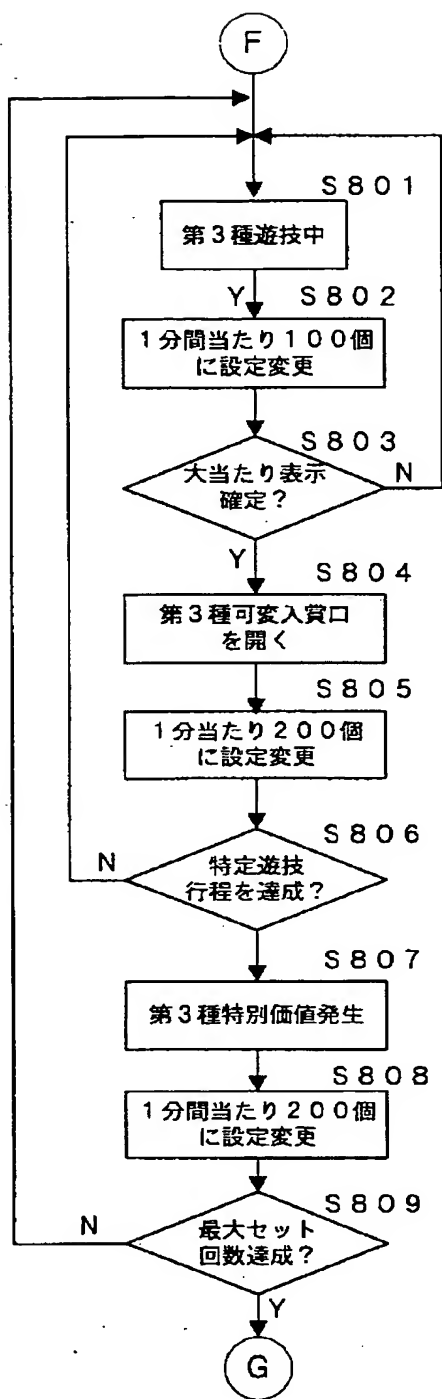 F
S801
第3種遊技中
Y
S802
1分間当たり100個
に設定変更
S803
大当たり表示
確定?
N
Y
S804
第3種可変入賞口
を開く
S805
1分当たり200個
に設定変更
S806
N
特定遊技
行程を達成?
S807
第3種特別価値発生
S808
1分間当たり200個
に設定変更
S809
N
最大セット
回数達成?
Y
G